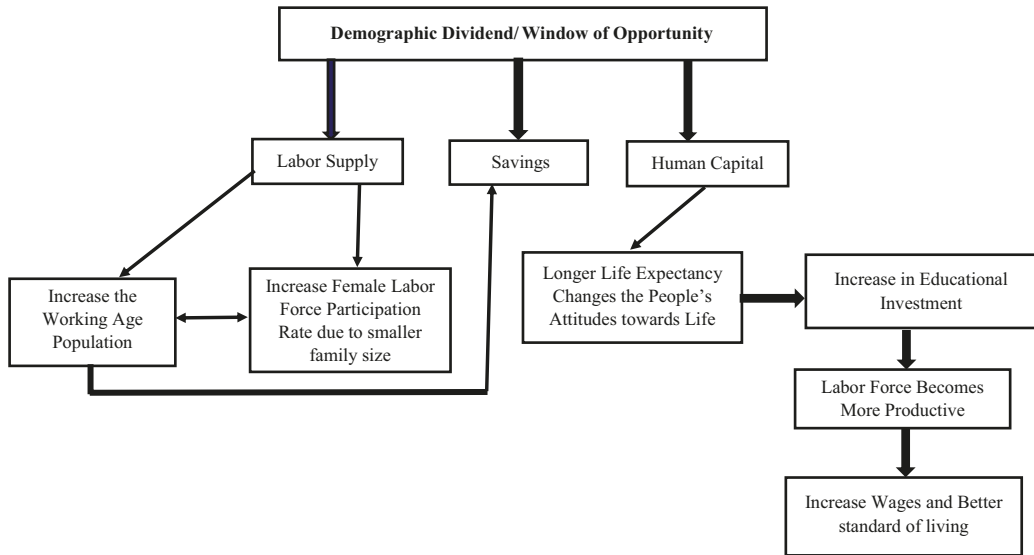 Demographic Dividend/ Window of Opportunity
Labor Supply
Savings
Human Capital
Increase the
Working Age
Population
Increase Female Labor
Force Participation
Rate due to smaller
family size
Longer Life Expectancy
Changes the People's
Attitudes towards Life
Increase in Educational
Investment
Labor Force Becomes
More Productive
Increase Wages and Better
standard of living